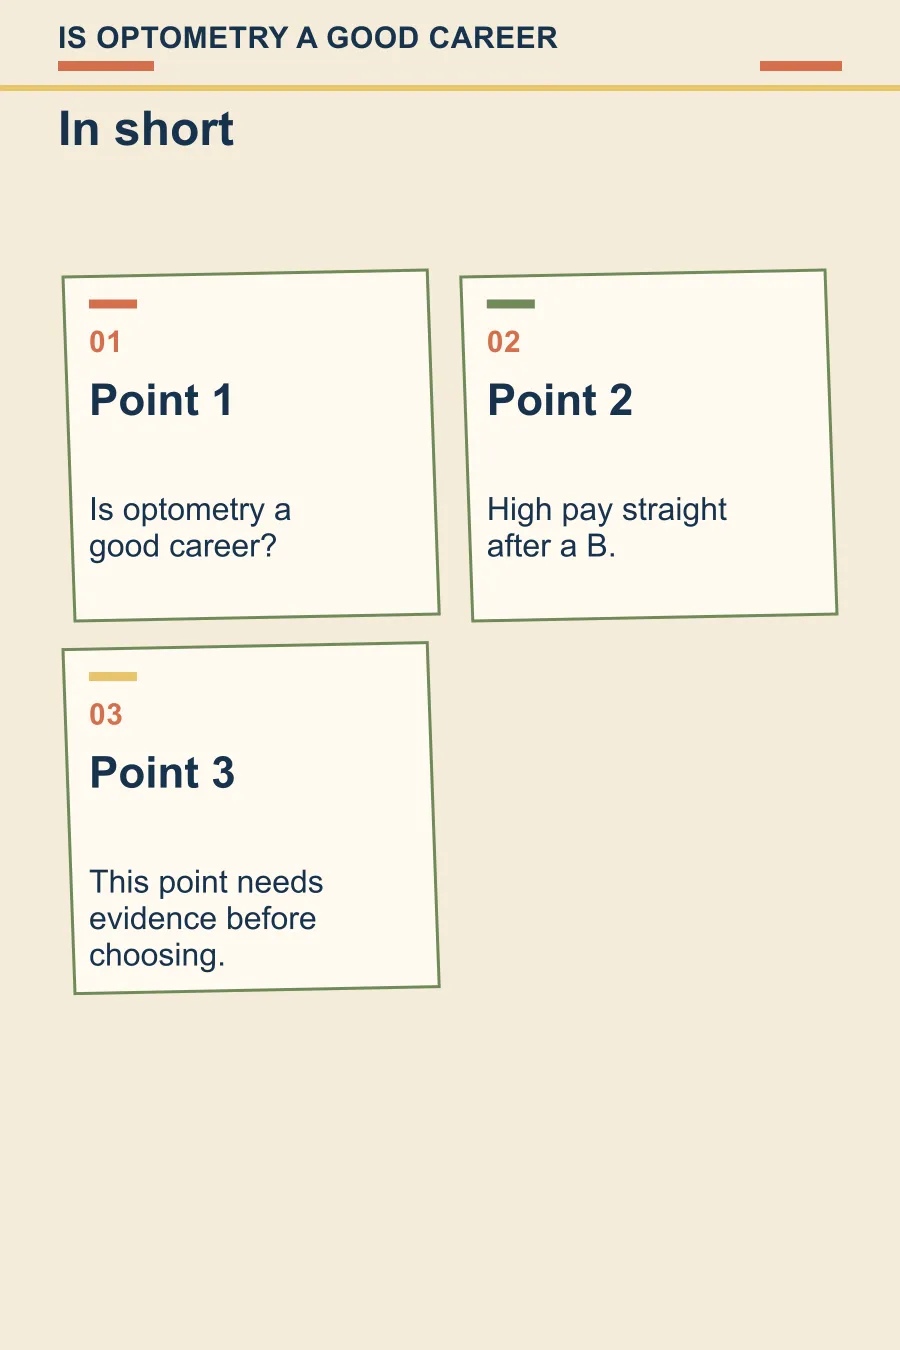 IS OPTOMETRY A GOOD CAREER
In short
01
Point 1
Is optometry a
good career?
02
Point 2
High pay straight
after a B.
03
Point 3
This point needs
evidence before
choosing.